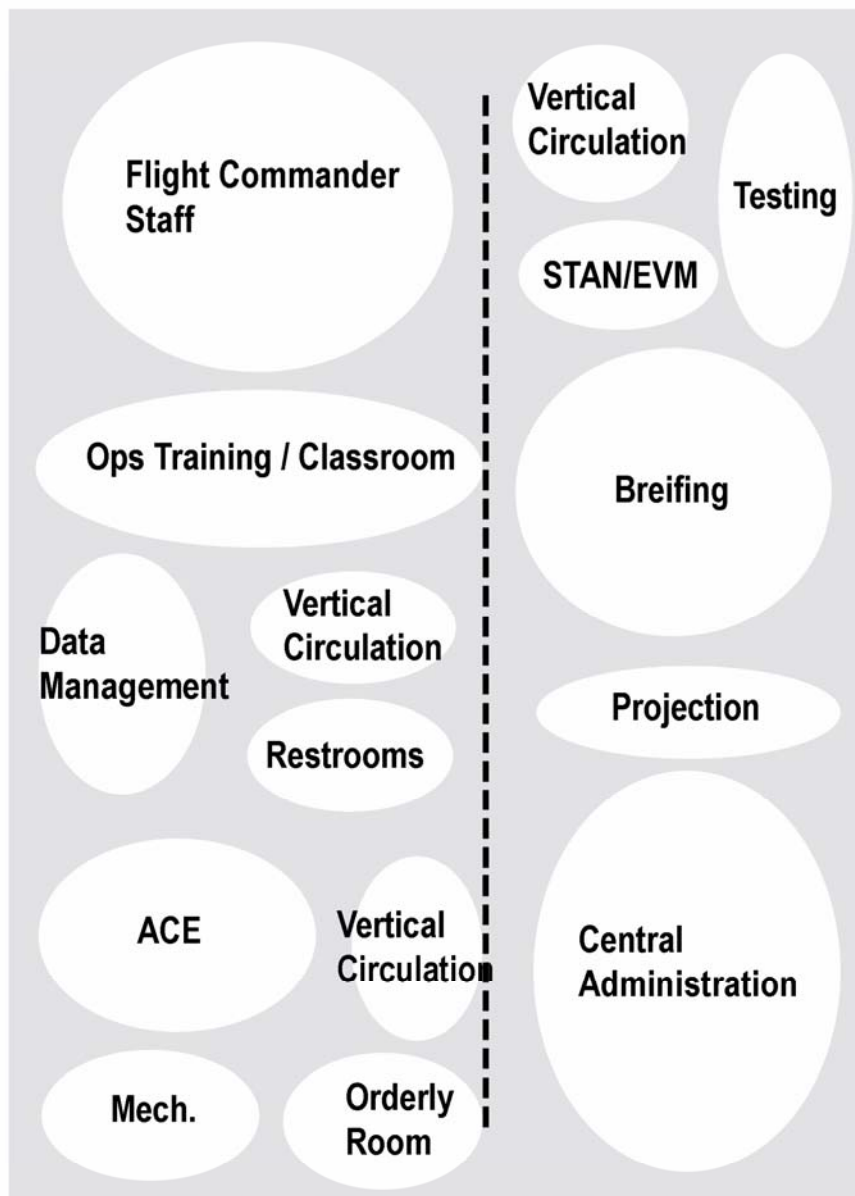 Flight Commander
Staff
Ops Training / Classroom
Data
Management
Vertical
Circulation
Restrooms
ACE
Vertical
Circulation
Mech.
Orderly
Room
Vertical
Circulation
Testing
STAN/EVM
Breifing
Projection
Central
Administration